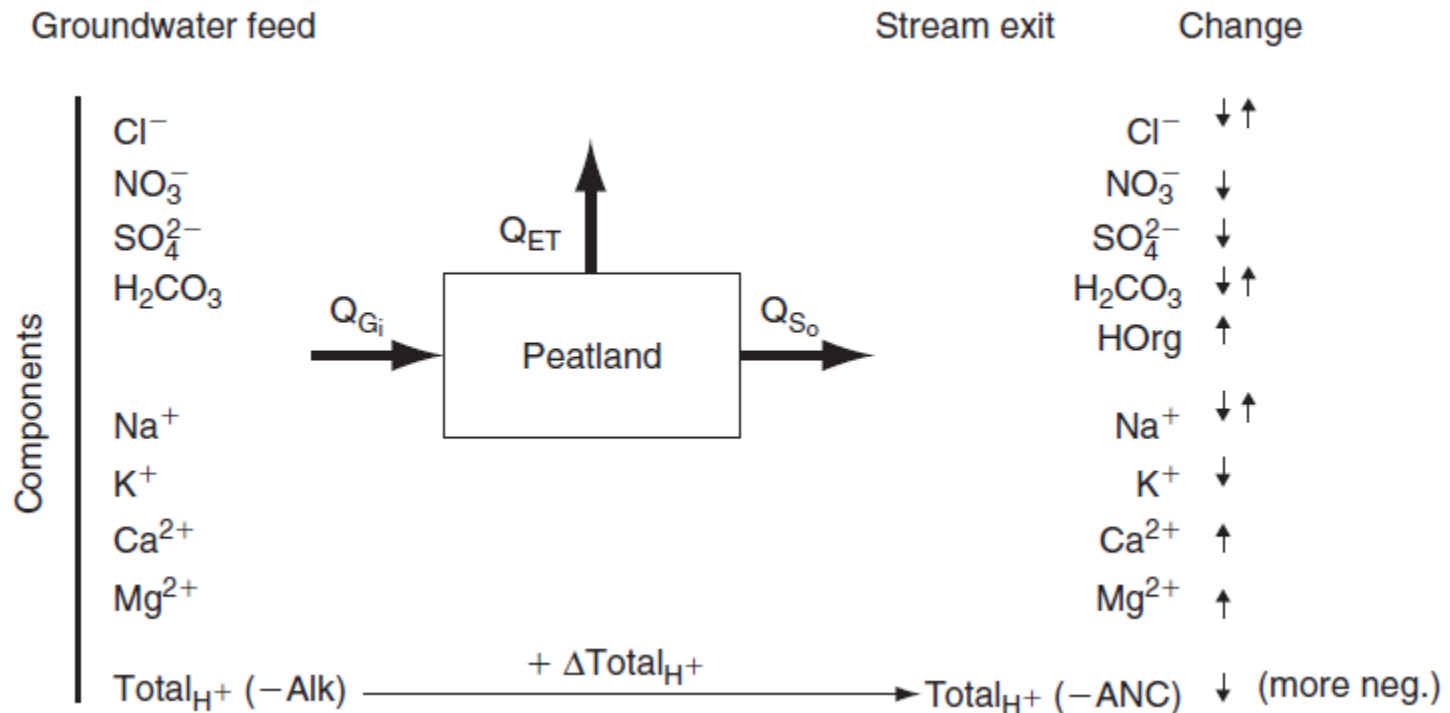 Groundwater feed Stream exit Change
Components
Cl⁻ Cl⁻ ↓↑
NO₃⁻ NO₃⁻ ↓
SO₄²⁻ Q_ET SO₄²⁻ ↓
H₂CO₃ H₂CO₃ ↓↑
Q_Gᵢ Peatland Q_Sₒ HOrg ↑
Na⁺ Na⁺ ↓↑
K⁺ K⁺ ↓
Ca²⁺ Ca²⁺ ↑
Mg²⁺ Mg²⁺ ↑
+ ΔTotal_H⁺
Total_H⁺ (−Alk) Total_H⁺ (−ANC) ↓ (more neg.)